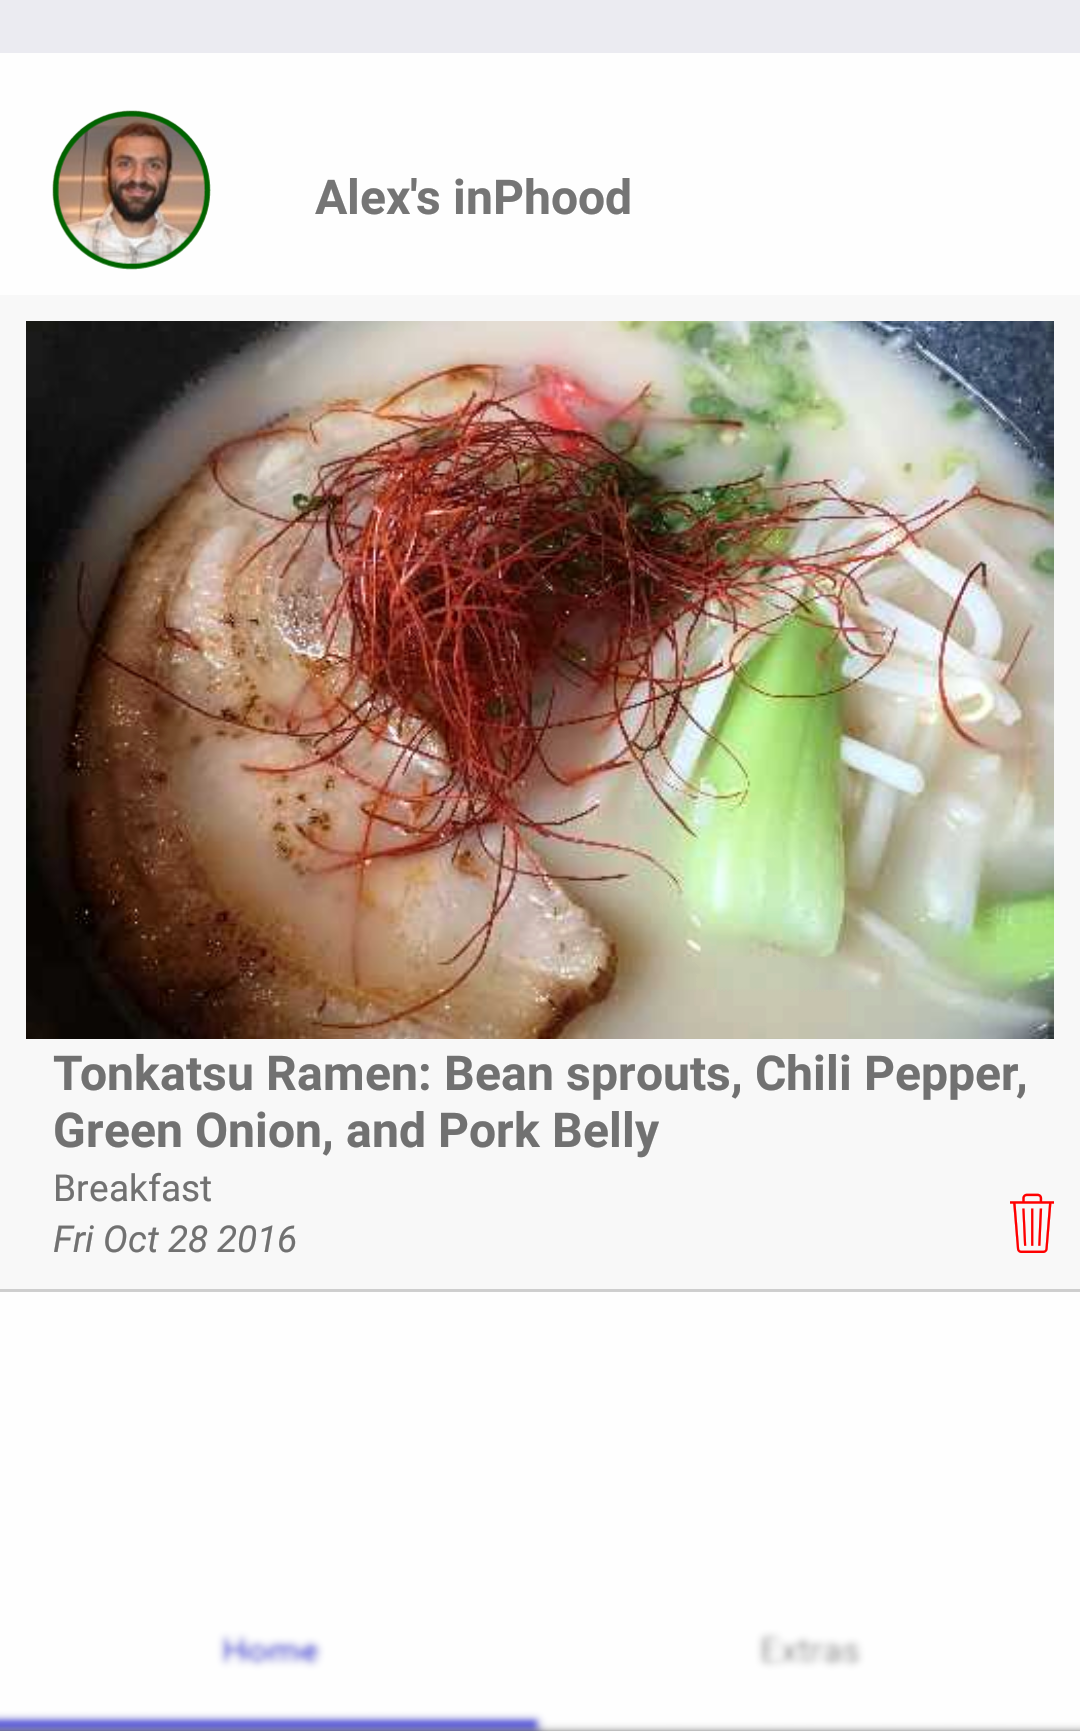 Alex's inPhood
Tonkatsu Ramen: Bean sprouts, Chili Pepper,
Green Onion, and Pork Belly
Breakfast
Fri Oct 28 2016
Home
Extras